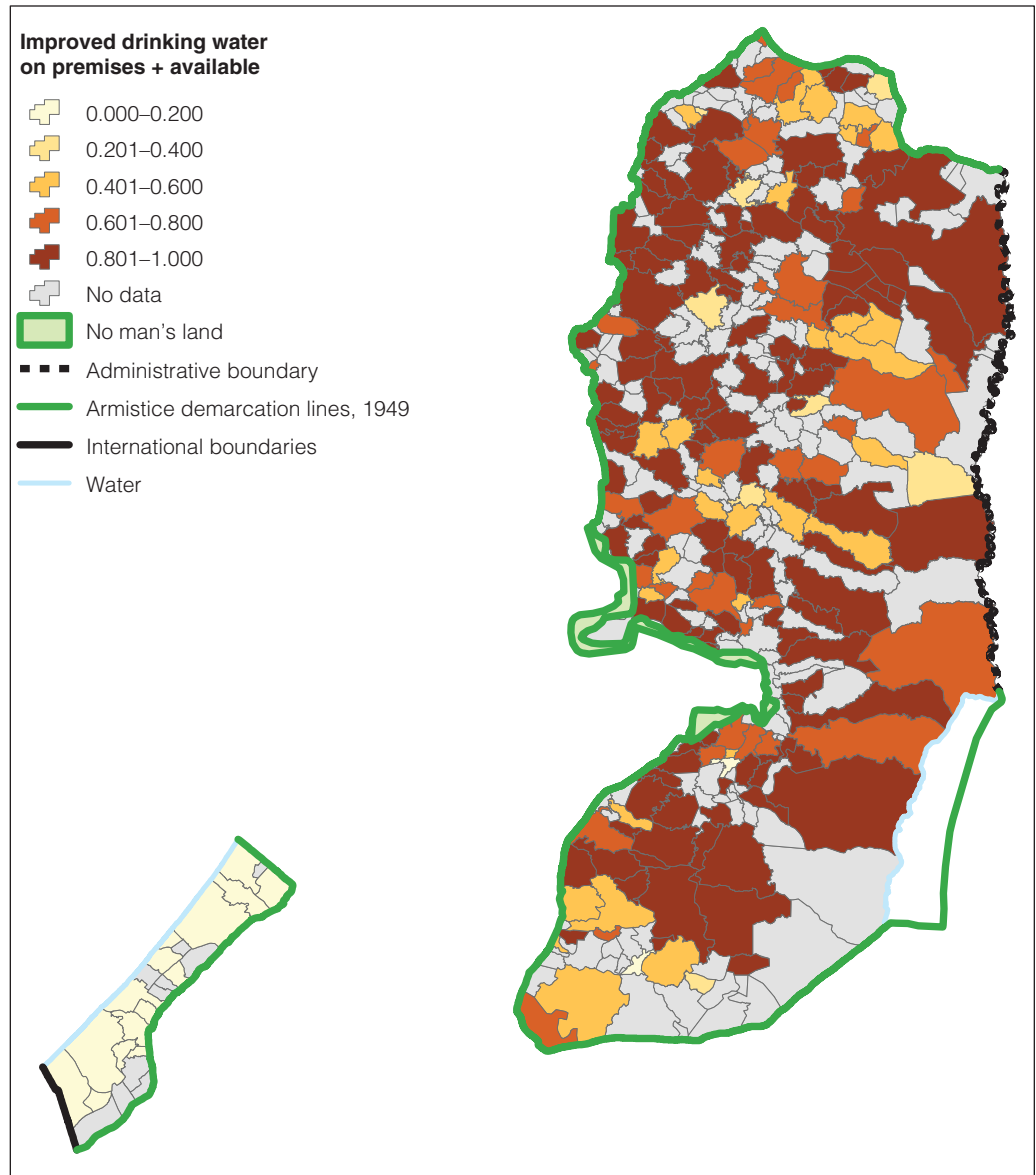 Improved drinking water
on premises + available
0.000–0.200
0.201–0.400
0.401–0.600
0.601–0.800
0.801–1.000
No data
No man's land
Administrative boundary
Armistice demarcation lines, 1949
International boundaries
Water